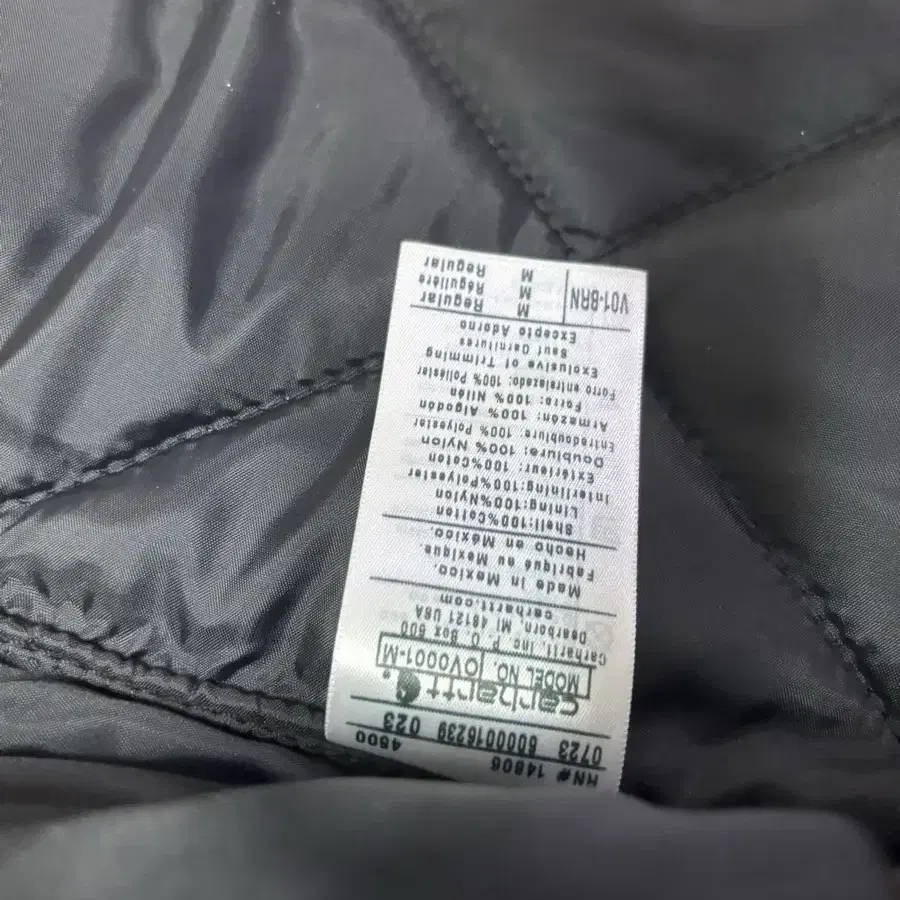 RN# 14806
4500
0723 6000016239 023
carhartt
MODEL NO. OV0001-M
Carhartt, Inc P. O. Box 600
Dearborn, MI 48121 USA
carhartt.com
Made in Mexico.
Fabriqué au Mexique.
Hecho en México.
Shell:100%Cotton
Lining:100%Nylon
Interlining:100%Polyester
Extérieur: 100%Coton
Doublure: 100% Nylon
Entredoublure: 100% Polyester
Armazón: 100% Algodón
Forra: 100% Nilón
Forro entrelazado: 100% Poliéster
Exclusive of Trimming
Sauf Garnitures
Excepto Adorno
V01-BRN
M Regular
M Régulière
M Regular